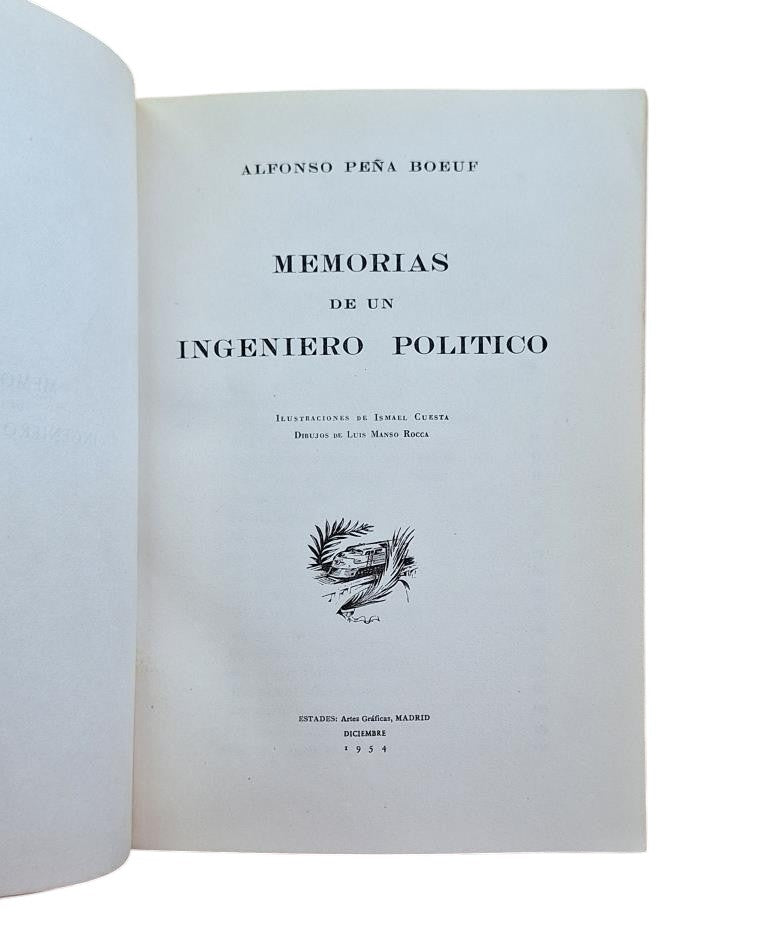 ALFONSO PEÑA BOEUF
MEMORIAS
DE UN
INGENIERO POLITICO
ILUSTRACIONES DE ISMAEL CUESTA
DIBUJOS DE LUIS MANSO ROCCA
ESTADES: Artes Gráficas, MADRID
DICIEMBRE
1954